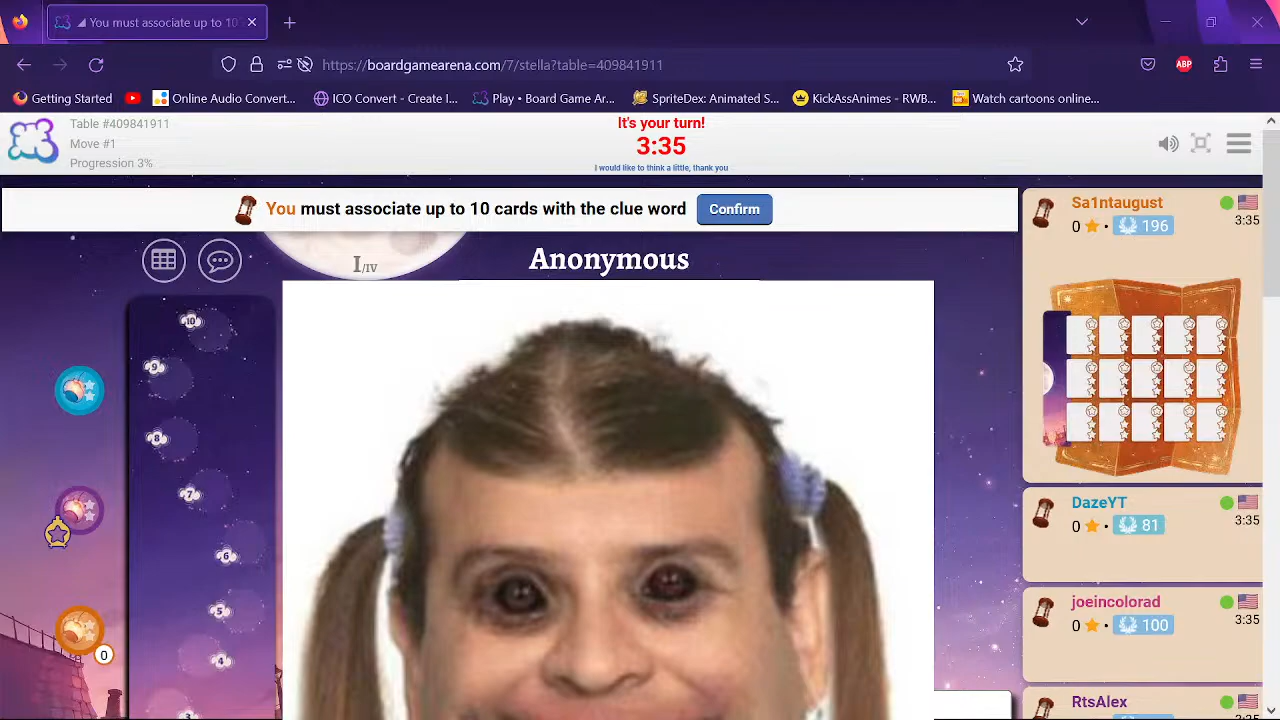 You must associate up to 10
https://boardgamearena.com/7/stella?table=409841911
ABP
Getting Started
Online Audio Convert...
ICO Convert - Create I...
Play • Board Game Ar...
SpriteDex: Animated S...
KickAssAnimes - RWB...
Watch cartoons online...
Table #409841911
Move #1
Progression 3%
It's your turn!
3:35
I would like to think a little, thank you
You must associate up to 10 cards with the clue word
Confirm
I/IV
Anonymous
10
9
8
7
6
5
4
3
0
Sa1ntaugust
3:35
0 • 196
DazeYT
3:35
0 • 81
joeincolorad
3:35
0 • 100
RtsAlex